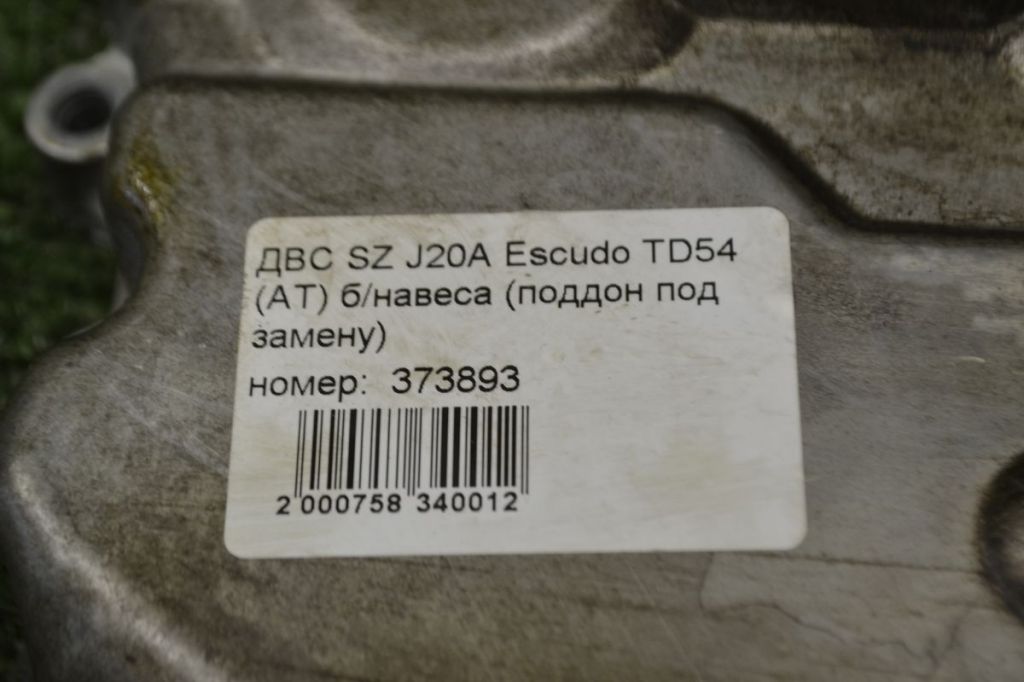 ДВС SZ J20A Escudo TD54
(AT) б/навеса (поддон под
замену)
номер: 373893
2 000758 340012